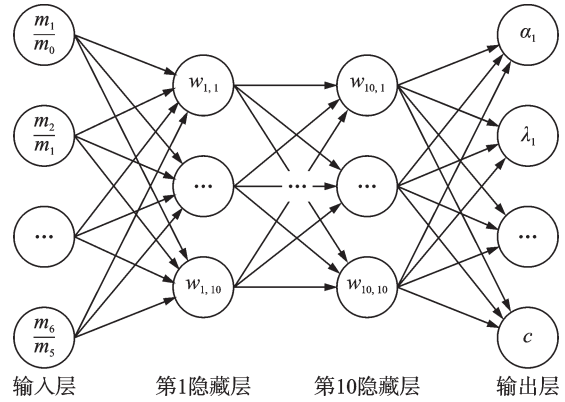 m₁/m₀
m₂/m₁
...
m₆/m₅
w₁,₁
...
w₁,₁₀
...
w₁₀,₁
...
w₁₀,₁₀
α₁
λ₁
...
c
输入层 第1隐藏层 第10隐藏层 输出层